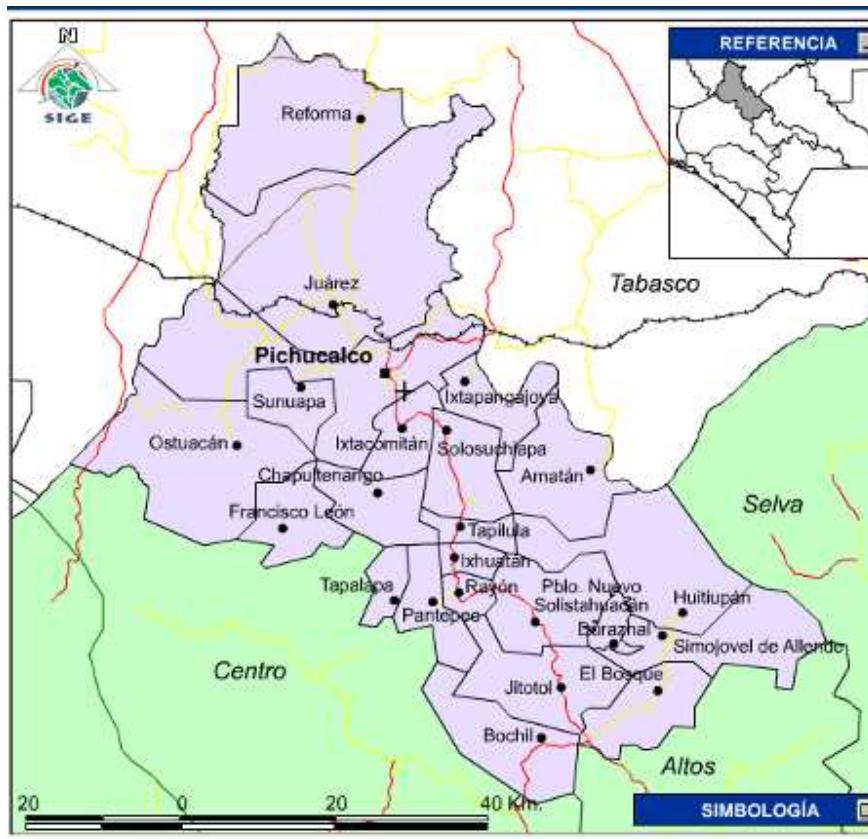 N
SIGE
REFERENCIA
Reforma
Tabasco
Juárez
Pichucalco
Sunuapa
Ixtapangajoya
Ostuacán
Ixtacomitán
Solosuchiapa
Chapultenango
Amatán
Selva
Francisco León
Tapilula
Ixhuatán
Tapalapa
Rayón
Pblo. Nuevo
Solistahuacán
Huitiupán
Pantepec
Duraznal
Simojovel de Allende
Centro
Jitotol
El Bosque
Bochil
Altos
20 0 20 40 Km.
SIMBOLOGÍA